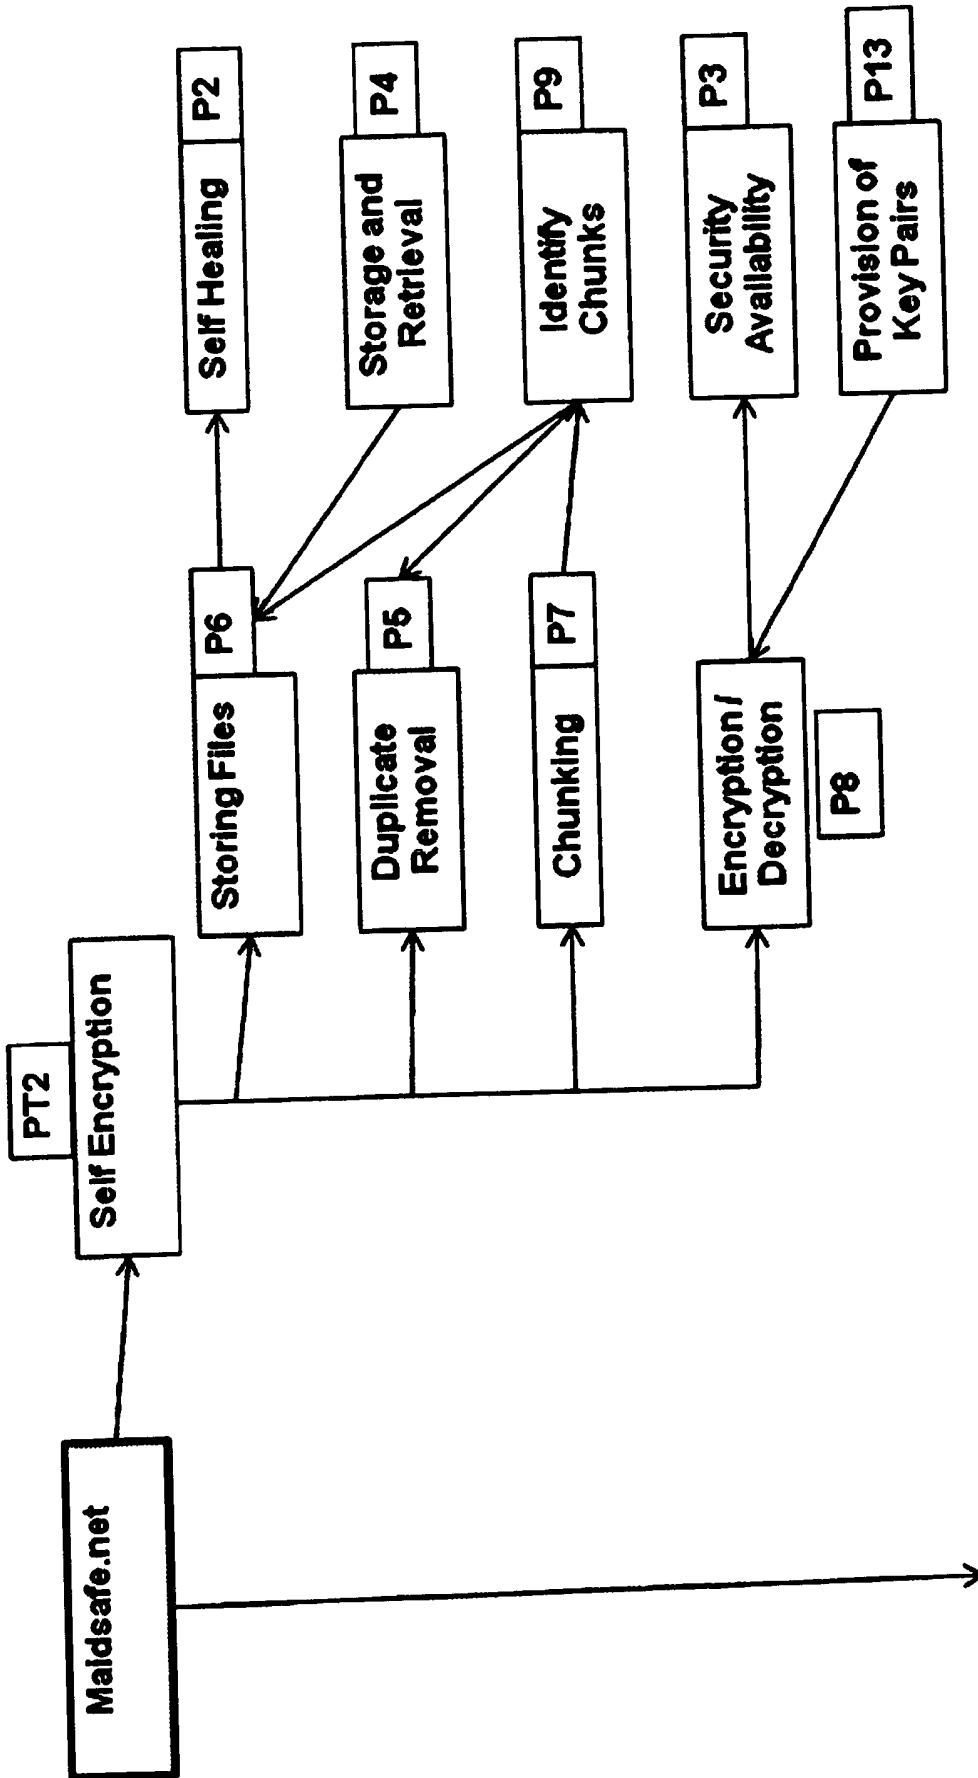 PT2
Maidsafe.net
Self Encryption
Storing Files
P6
Self Healing
P2
Duplicate
Removal
P5
Storage and
Retrieval
P4
Chunking
P7
Identify
Chunks
P9
Encryption /
Decryption
P8
Security
Availability
P3
Provision of
Key Pairs
P13